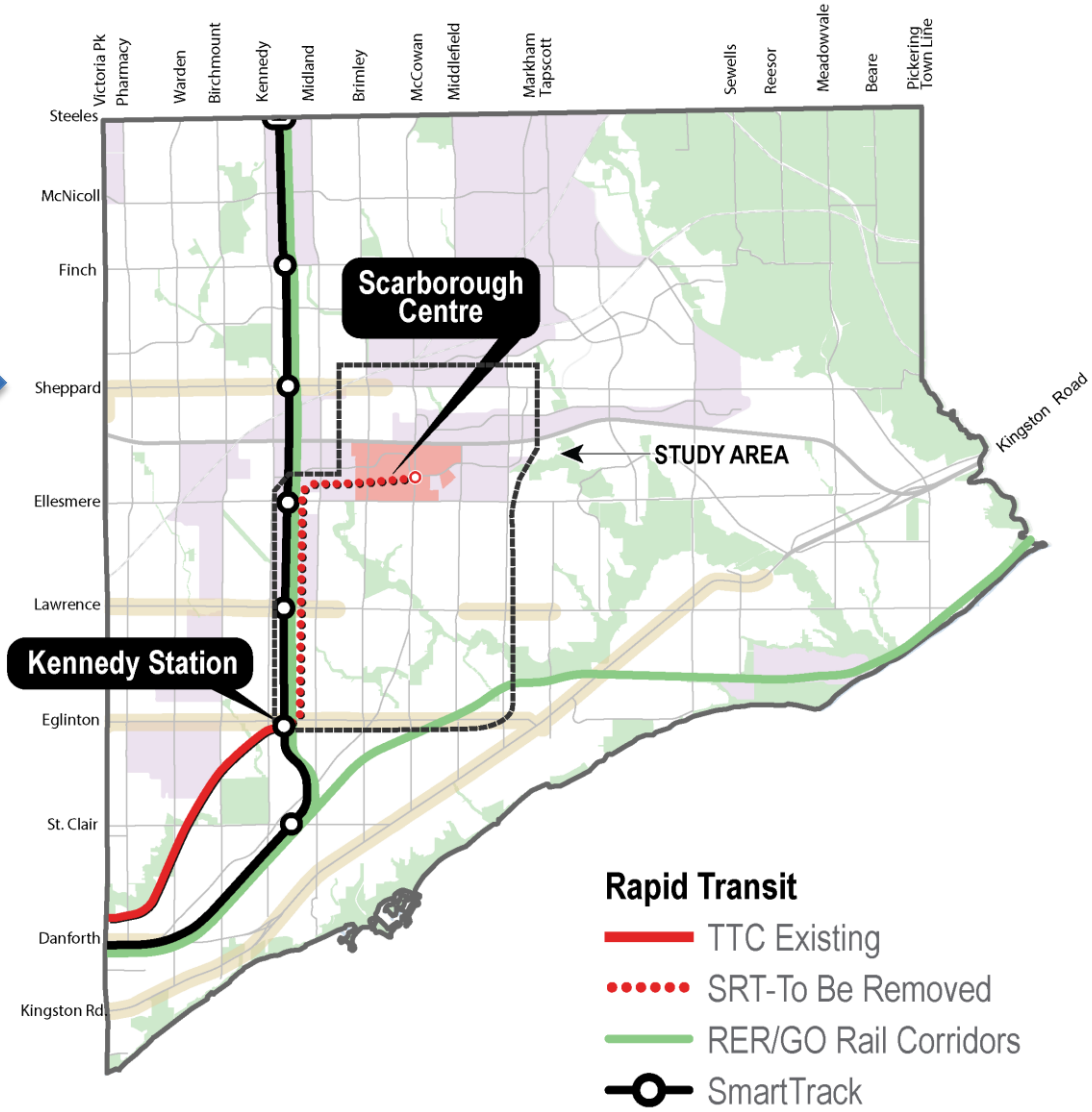 Victoria Pk
Pharmacy
Warden
Birchmount
Kennedy
Midland
Brimley
McCowan
Middlefield
Markham
Tapscott
Sewells
Reesor
Meadowvale
Beare
Pickering
Town Line
Steeles
McNicoll
Finch
Scarborough
Centre
Sheppard
Kingston Road
STUDY AREA
Ellesmere
Lawrence
Kennedy Station
Eglinton
St. Clair
Danforth
Kingston Rd.
Rapid Transit
TTC Existing
SRT-To Be Removed
RER/GO Rail Corridors
SmartTrack